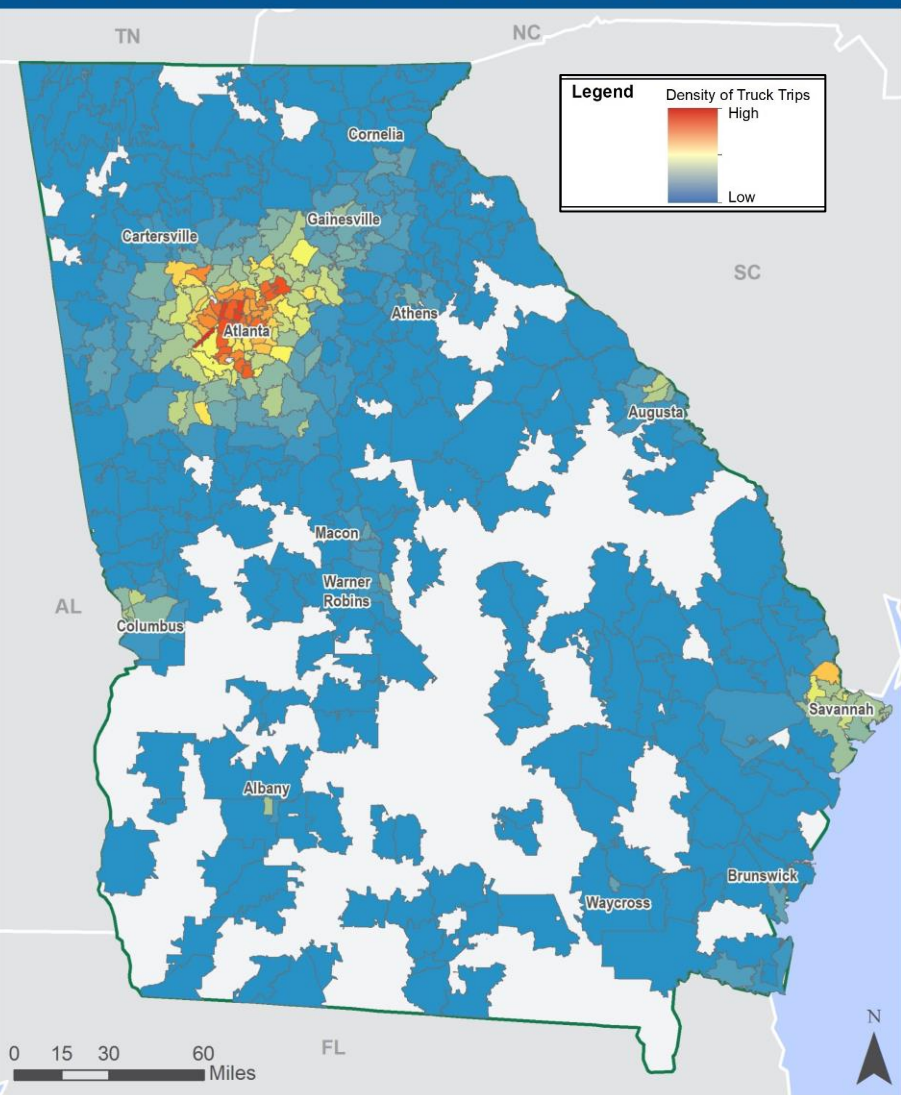 TN
NC
Legend
Density of Truck Trips
High
Low
Cornelia
Gainesville
Cartersville
SC
Athens
Atlanta
Augusta
Macon
Warner
Robins
AL
Columbus
Savannah
Albany
Brunswick
Waycross
N
FL
0 15 30 60
Miles